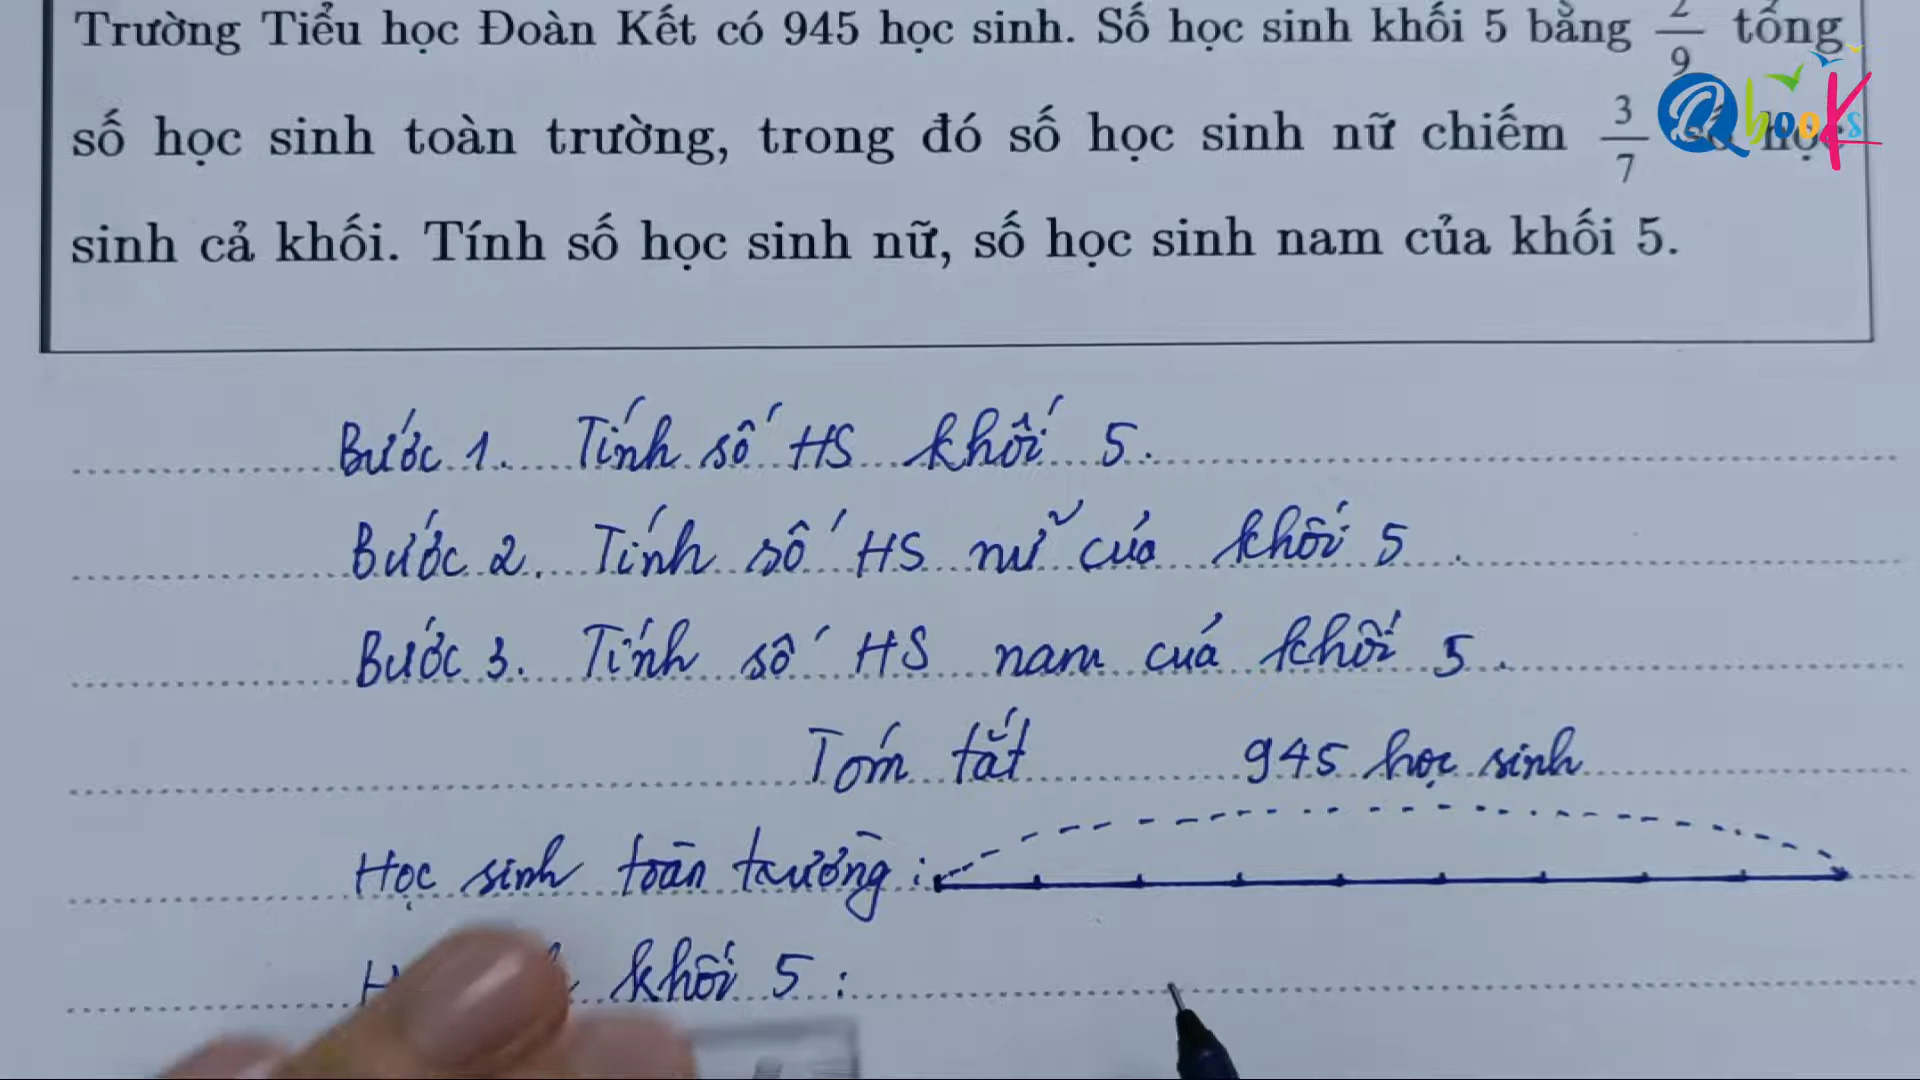 Trường Tiểu học Đoàn Kết có 945 học sinh. Số học sinh khối 5 bằng 2/9 tổng
số học sinh toàn trường, trong đó số học sinh nữ chiếm 3/7 số học
sinh cả khối. Tính số học sinh nữ, số học sinh nam của khối 5.
Qbooks
Bước 1. Tính số HS khối 5.
Bước 2. Tính số HS nữ của khối 5.
Bước 3. Tính số HS nam của khối 5.
Tóm tắt 945 học sinh
Học sinh toàn trường:
khối 5: